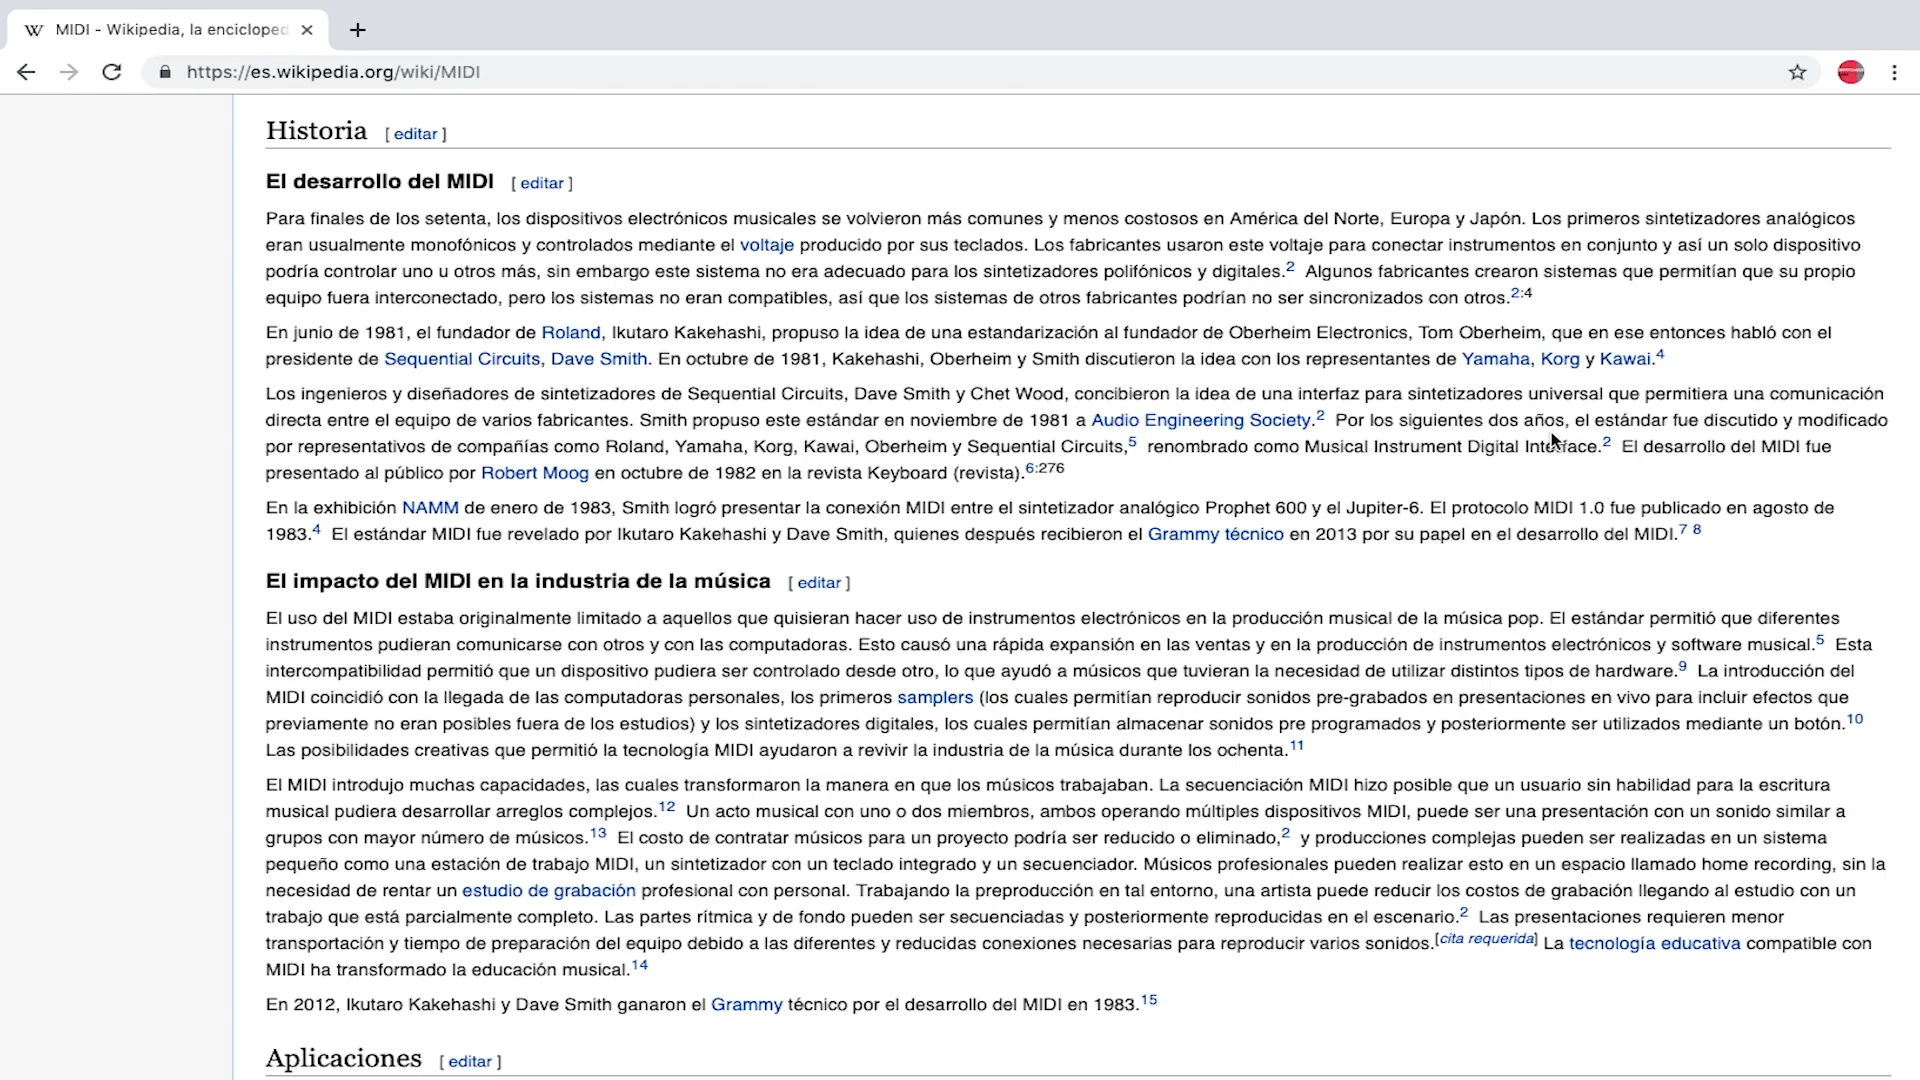 MIDI - Wikipedia, la encicloped
https://es.wikipedia.org/wiki/MIDI
Historia [ editar ]
El desarrollo del MIDI [ editar ]
Para finales de los setenta, los dispositivos electrónicos musicales se volvieron más comunes y menos costosos en América del Norte, Europa y Japón. Los primeros sintetizadores analógicos
eran usualmente monofónicos y controlados mediante el voltaje producido por sus teclados. Los fabricantes usaron este voltaje para conectar instrumentos en conjunto y así un solo dispositivo
podría controlar uno u otros más, sin embargo este sistema no era adecuado para los sintetizadores polifónicos y digitales.2 Algunos fabricantes crearon sistemas que permitían que su propio
equipo fuera interconectado, pero los sistemas no eran compatibles, así que los sistemas de otros fabricantes podrían no ser sincronizados con otros.2:4
En junio de 1981, el fundador de Roland, Ikutaro Kakehashi, propuso la idea de una estandarización al fundador de Oberheim Electronics, Tom Oberheim, que en ese entonces habló con el
presidente de Sequential Circuits, Dave Smith. En octubre de 1981, Kakehashi, Oberheim y Smith discutieron la idea con los representantes de Yamaha, Korg y Kawai.4
Los ingenieros y diseñadores de sintetizadores de Sequential Circuits, Dave Smith y Chet Wood, concibieron la idea de una interfaz para sintetizadores universal que permitiera una comunicación
directa entre el equipo de varios fabricantes. Smith propuso este estándar en noviembre de 1981 a Audio Engineering Society.2 Por los siguientes dos años, el estándar fue discutido y modificado
por representativos de compañías como Roland, Yamaha, Korg, Kawai, Oberheim y Sequential Circuits,5 renombrado como Musical Instrument Digital Interface.2 El desarrollo del MIDI fue
presentado al público por Robert Moog en octubre de 1982 en la revista Keyboard (revista).6:276
En la exhibición NAMM de enero de 1983, Smith logró presentar la conexión MIDI entre el sintetizador analógico Prophet 600 y el Jupiter-6. El protocolo MIDI 1.0 fue publicado en agosto de
1983.4 El estándar MIDI fue revelado por Ikutaro Kakehashi y Dave Smith, quienes después recibieron el Grammy técnico en 2013 por su papel en el desarrollo del MIDI.7 8
El impacto del MIDI en la industria de la música [ editar ]
El uso del MIDI estaba originalmente limitado a aquellos que quisieran hacer uso de instrumentos electrónicos en la producción musical de la música pop. El estándar permitió que diferentes
instrumentos pudieran comunicarse con otros y con las computadoras. Esto causó una rápida expansión en las ventas y en la producción de instrumentos electrónicos y software musical.5 Esta
intercompatibilidad permitió que un dispositivo pudiera ser controlado desde otro, lo que ayudó a músicos que tuvieran la necesidad de utilizar distintos tipos de hardware.9 La introducción del
MIDI coincidió con la llegada de las computadoras personales, los primeros samplers (los cuales permitían reproducir sonidos pre-grabados en presentaciones en vivo para incluir efectos que
previamente no eran posibles fuera de los estudios) y los sintetizadores digitales, los cuales permitían almacenar sonidos pre programados y posteriormente ser utilizados mediante un botón.10
Las posibilidades creativas que permitió la tecnología MIDI ayudaron a revivir la industria de la música durante los ochenta.11
El MIDI introdujo muchas capacidades, las cuales transformaron la manera en que los músicos trabajaban. La secuenciación MIDI hizo posible que un usuario sin habilidad para la escritura
musical pudiera desarrollar arreglos complejos.12 Un acto musical con uno o dos miembros, ambos operando múltiples dispositivos MIDI, puede ser una presentación con un sonido similar a
grupos con mayor número de músicos.13 El costo de contratar músicos para un proyecto podría ser reducido o eliminado,2 y producciones complejas pueden ser realizadas en un sistema
pequeño como una estación de trabajo MIDI, un sintetizador con un teclado integrado y un secuenciador. Músicos profesionales pueden realizar esto en un espacio llamado home recording, sin la
necesidad de rentar un estudio de grabación profesional con personal. Trabajando la preproducción en tal entorno, una artista puede reducir los costos de grabación llegando al estudio con un
trabajo que está parcialmente completo. Las partes rítmica y de fondo pueden ser secuenciadas y posteriormente reproducidas en el escenario.2 Las presentaciones requieren menor
transportación y tiempo de preparación del equipo debido a las diferentes y reducidas conexiones necesarias para reproducir varios sonidos.[cita requerida] La tecnología educativa compatible con
MIDI ha transformado la educación musical.14
En 2012, Ikutaro Kakehashi y Dave Smith ganaron el Grammy técnico por el desarrollo del MIDI en 1983.15
Aplicaciones [ editar ]